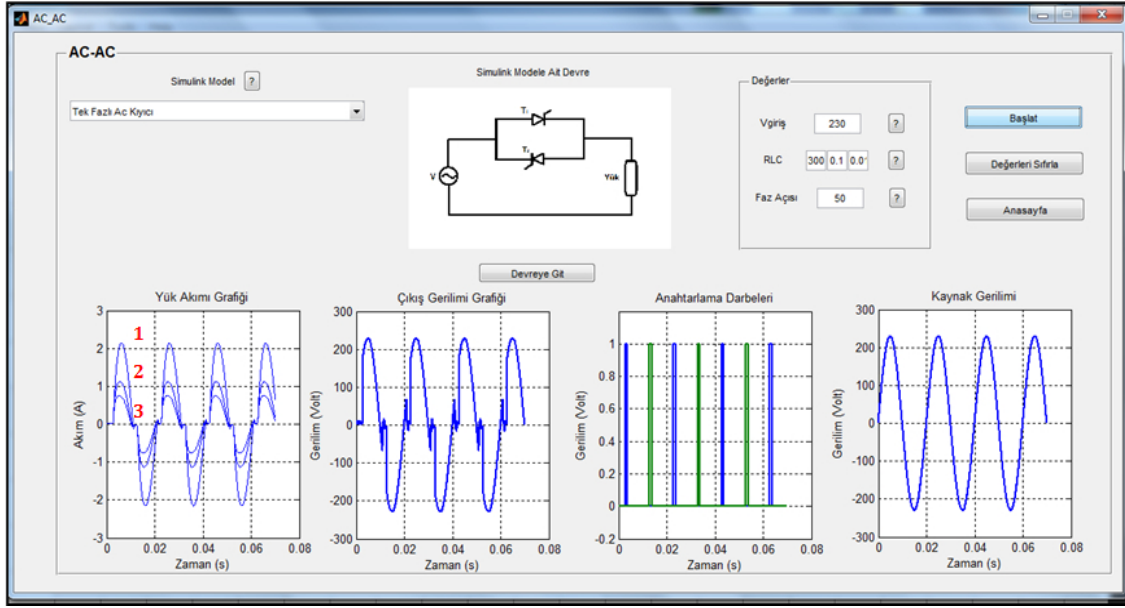 AC_AC
AC-AC
Simulink Model ?
Tek Fazlı Ac Kıyıcı
Simulink Modele Ait Devre
T₁
T₂
V
Yük
Değerler
Vgiriş 230 ?
RLC 300 0.1 0.0 ?
Faz Açısı 50 ?
Başlat
Değerleri Sıfırla
Anasayfa
Devreye Git
Yük Akımı Grafiği
3
2
1
0
-1
-2
-3
1
2
3
Akım (A)
0 0.02 0.04 0.06 0.08
Zaman (s)
Çıkış Gerilimi Grafiği
300
200
100
0
-100
-200
-300
Gerilim (Volt)
0 0.02 0.04 0.06 0.08
Zaman (s)
Anahtarlama Darbeleri
1
0.8
0.6
0.4
0.2
0
-0.2
Gerilim (Volt)
0 0.02 0.04 0.06 0.08
Zaman (s)
Kaynak Gerilimi
300
200
100
0
-100
-200
-300
Gerilim (Volt)
0 0.02 0.04 0.06 0.08
Zaman (s)